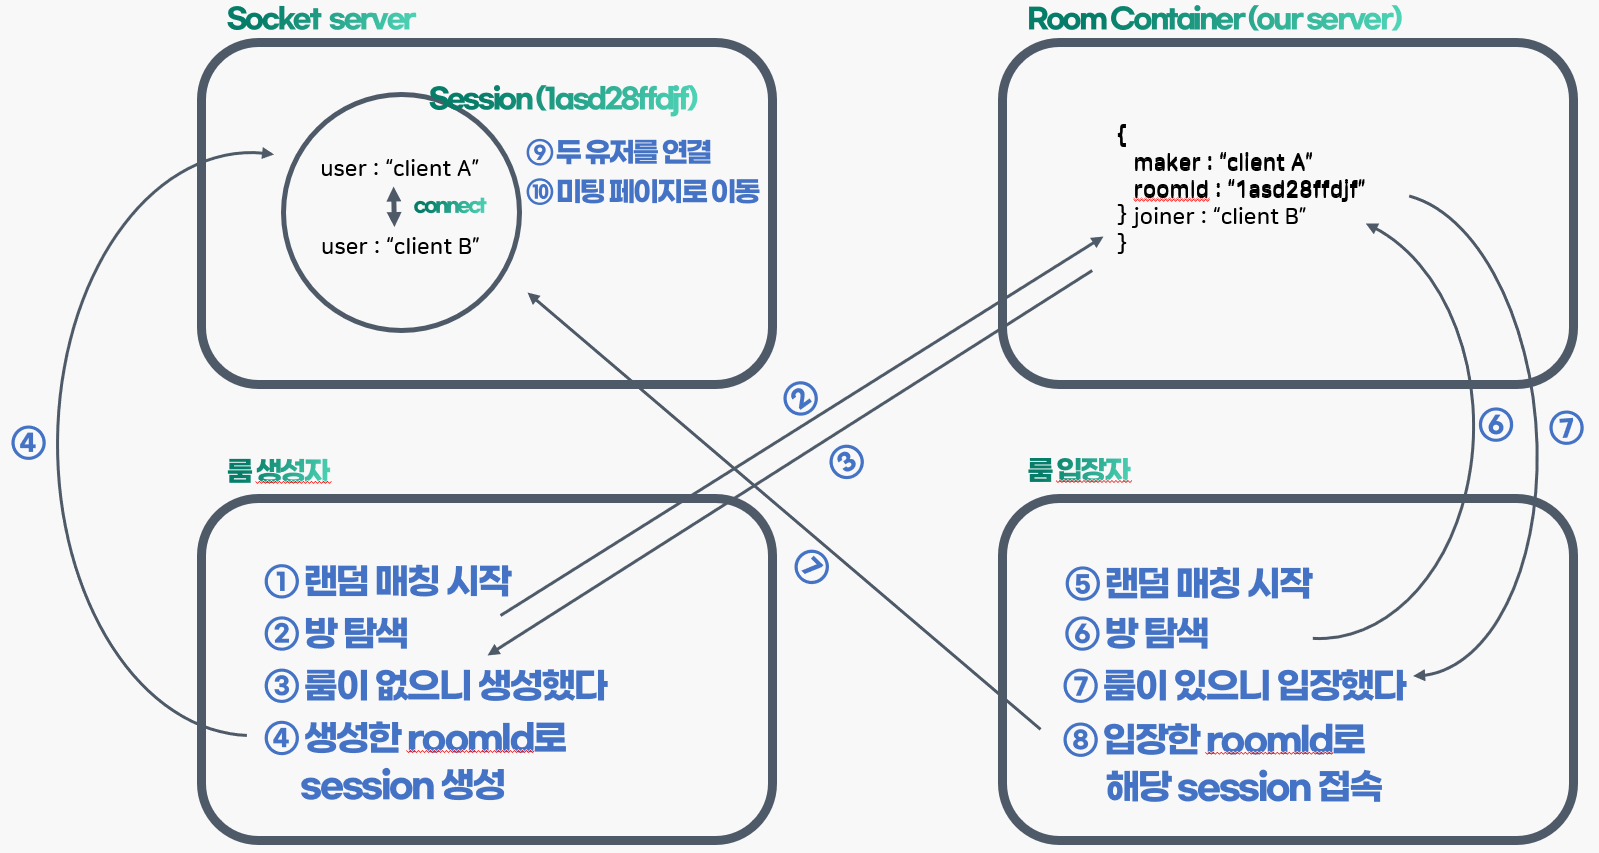 Socket server
Session (1asd28ffdjf)
user : “client A”
connect
user : “client B”
⑨ 두 유저를 연결
⑩ 미팅 페이지로 이동
Room Container (our server)
{
maker : “client A”
roomId : “1asd28ffdjf”
} joiner : “client B”
}
④
②
③
⑦
⑥
⑦
룸 생성자
① 랜덤 매칭 시작
② 방 탐색
③ 룸이 없으니 생성했다
④ 생성한 roomId로
session 생성
룸 입장자
⑤ 랜덤 매칭 시작
⑥ 방 탐색
⑦ 룸이 있으니 입장했다
⑧ 입장한 roomId로
해당 session 접속